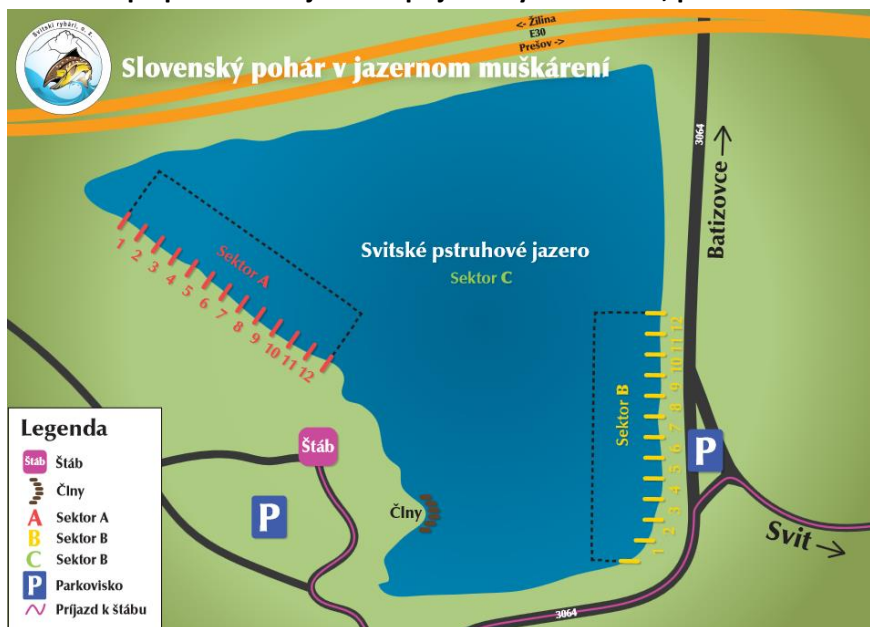 Svitskí rybári, o. z.
<- Žilina
E30
Prešov ->
Slovenský pohár v jazernom muškárení
3064
Batizovce
Svitské pstruhové jazero
Sektor C
Sektor A
1
2
3
4
5
6
7
8
9
10
11
12
Sektor B
12
11
10
9
8
7
6
5
4
3
2
1
P
Štáb
P
Člny
Svit
3064
Legenda
Štáb Štáb
Člny
A Sektor A
B Sektor B
C Sektor B
P Parkovisko
Príjazd k štábu